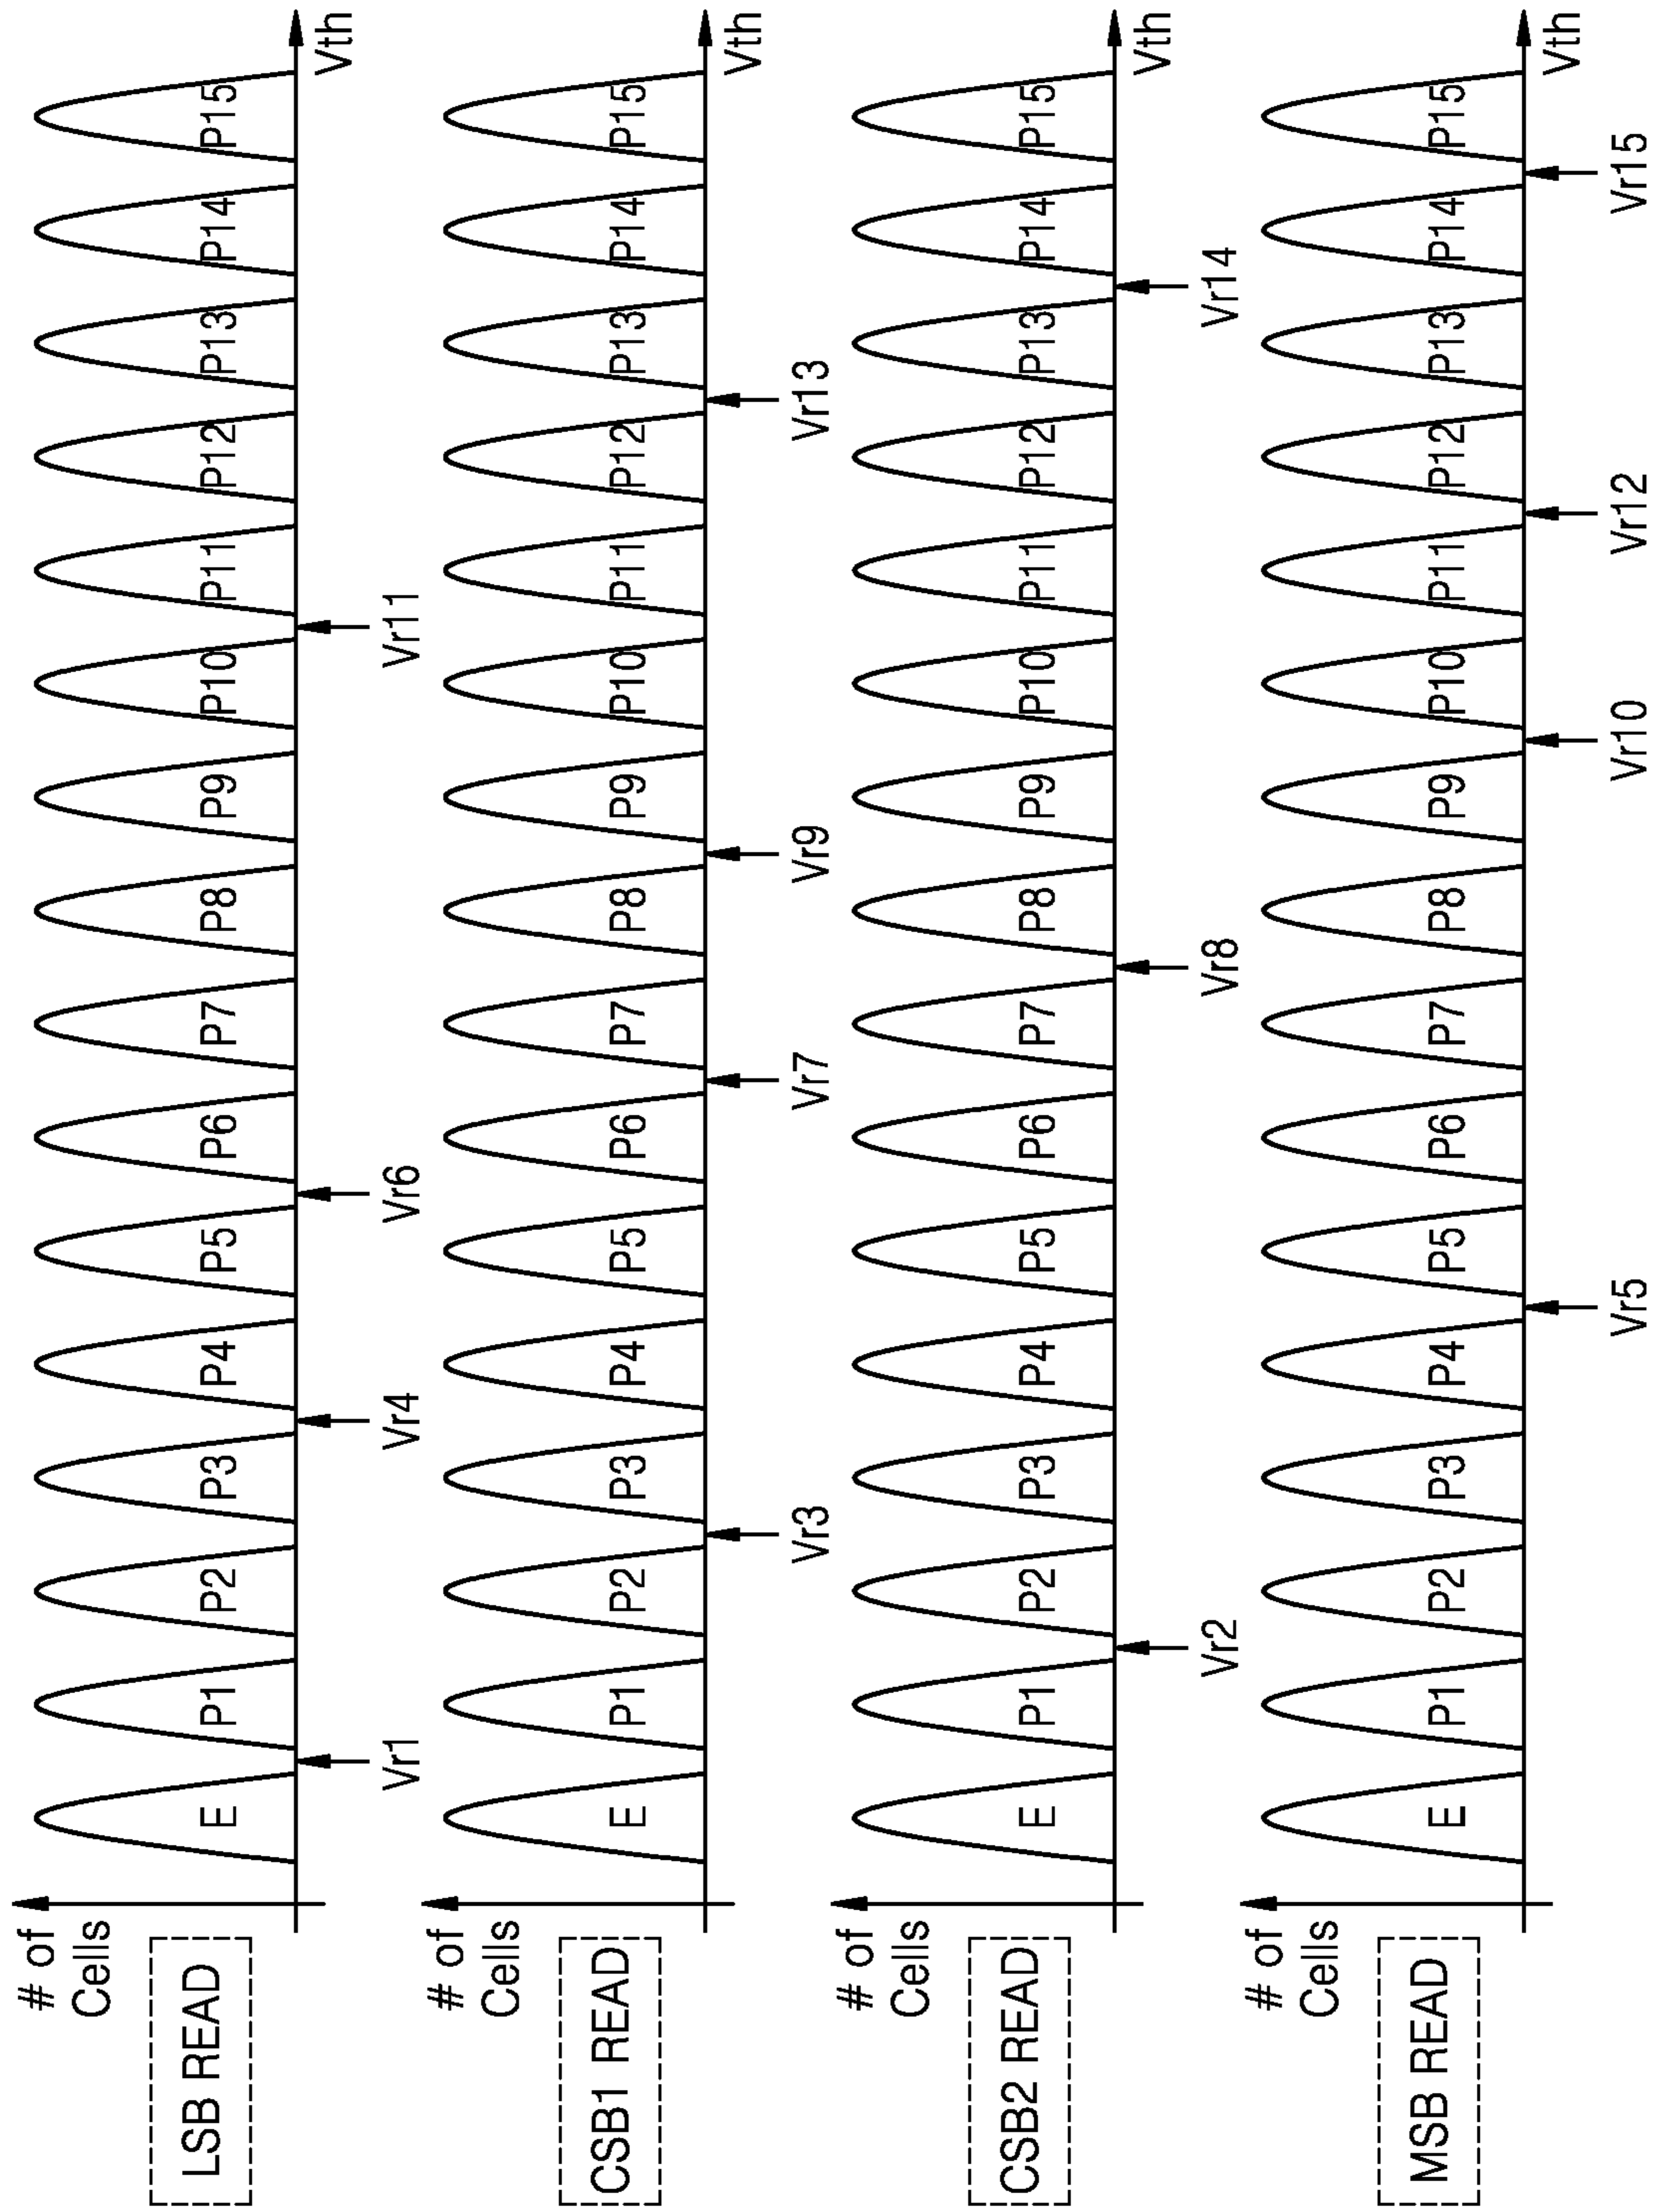 LSB READ
# of
Cells
E P1 P2 P3 P4 P5 P6 P7 P8 P9 P10 P11 P12 P13 P14 P15
Vth
Vr1 Vr4 Vr6 Vr11
CSB1 READ
# of
Cells
E P1 P2 P3 P4 P5 P6 P7 P8 P9 P10 P11 P12 P13 P14 P15
Vth
Vr3 Vr7 Vr9 Vr13
CSB2 READ
# of
Cells
E P1 P2 P3 P4 P5 P6 P7 P8 P9 P10 P11 P12 P13 P14 P15
Vth
Vr2 Vr8 Vr14
MSB READ
# of
Cells
E P1 P2 P3 P4 P5 P6 P7 P8 P9 P10 P11 P12 P13 P14 P15
Vth
Vr5 Vr10 Vr12 Vr15